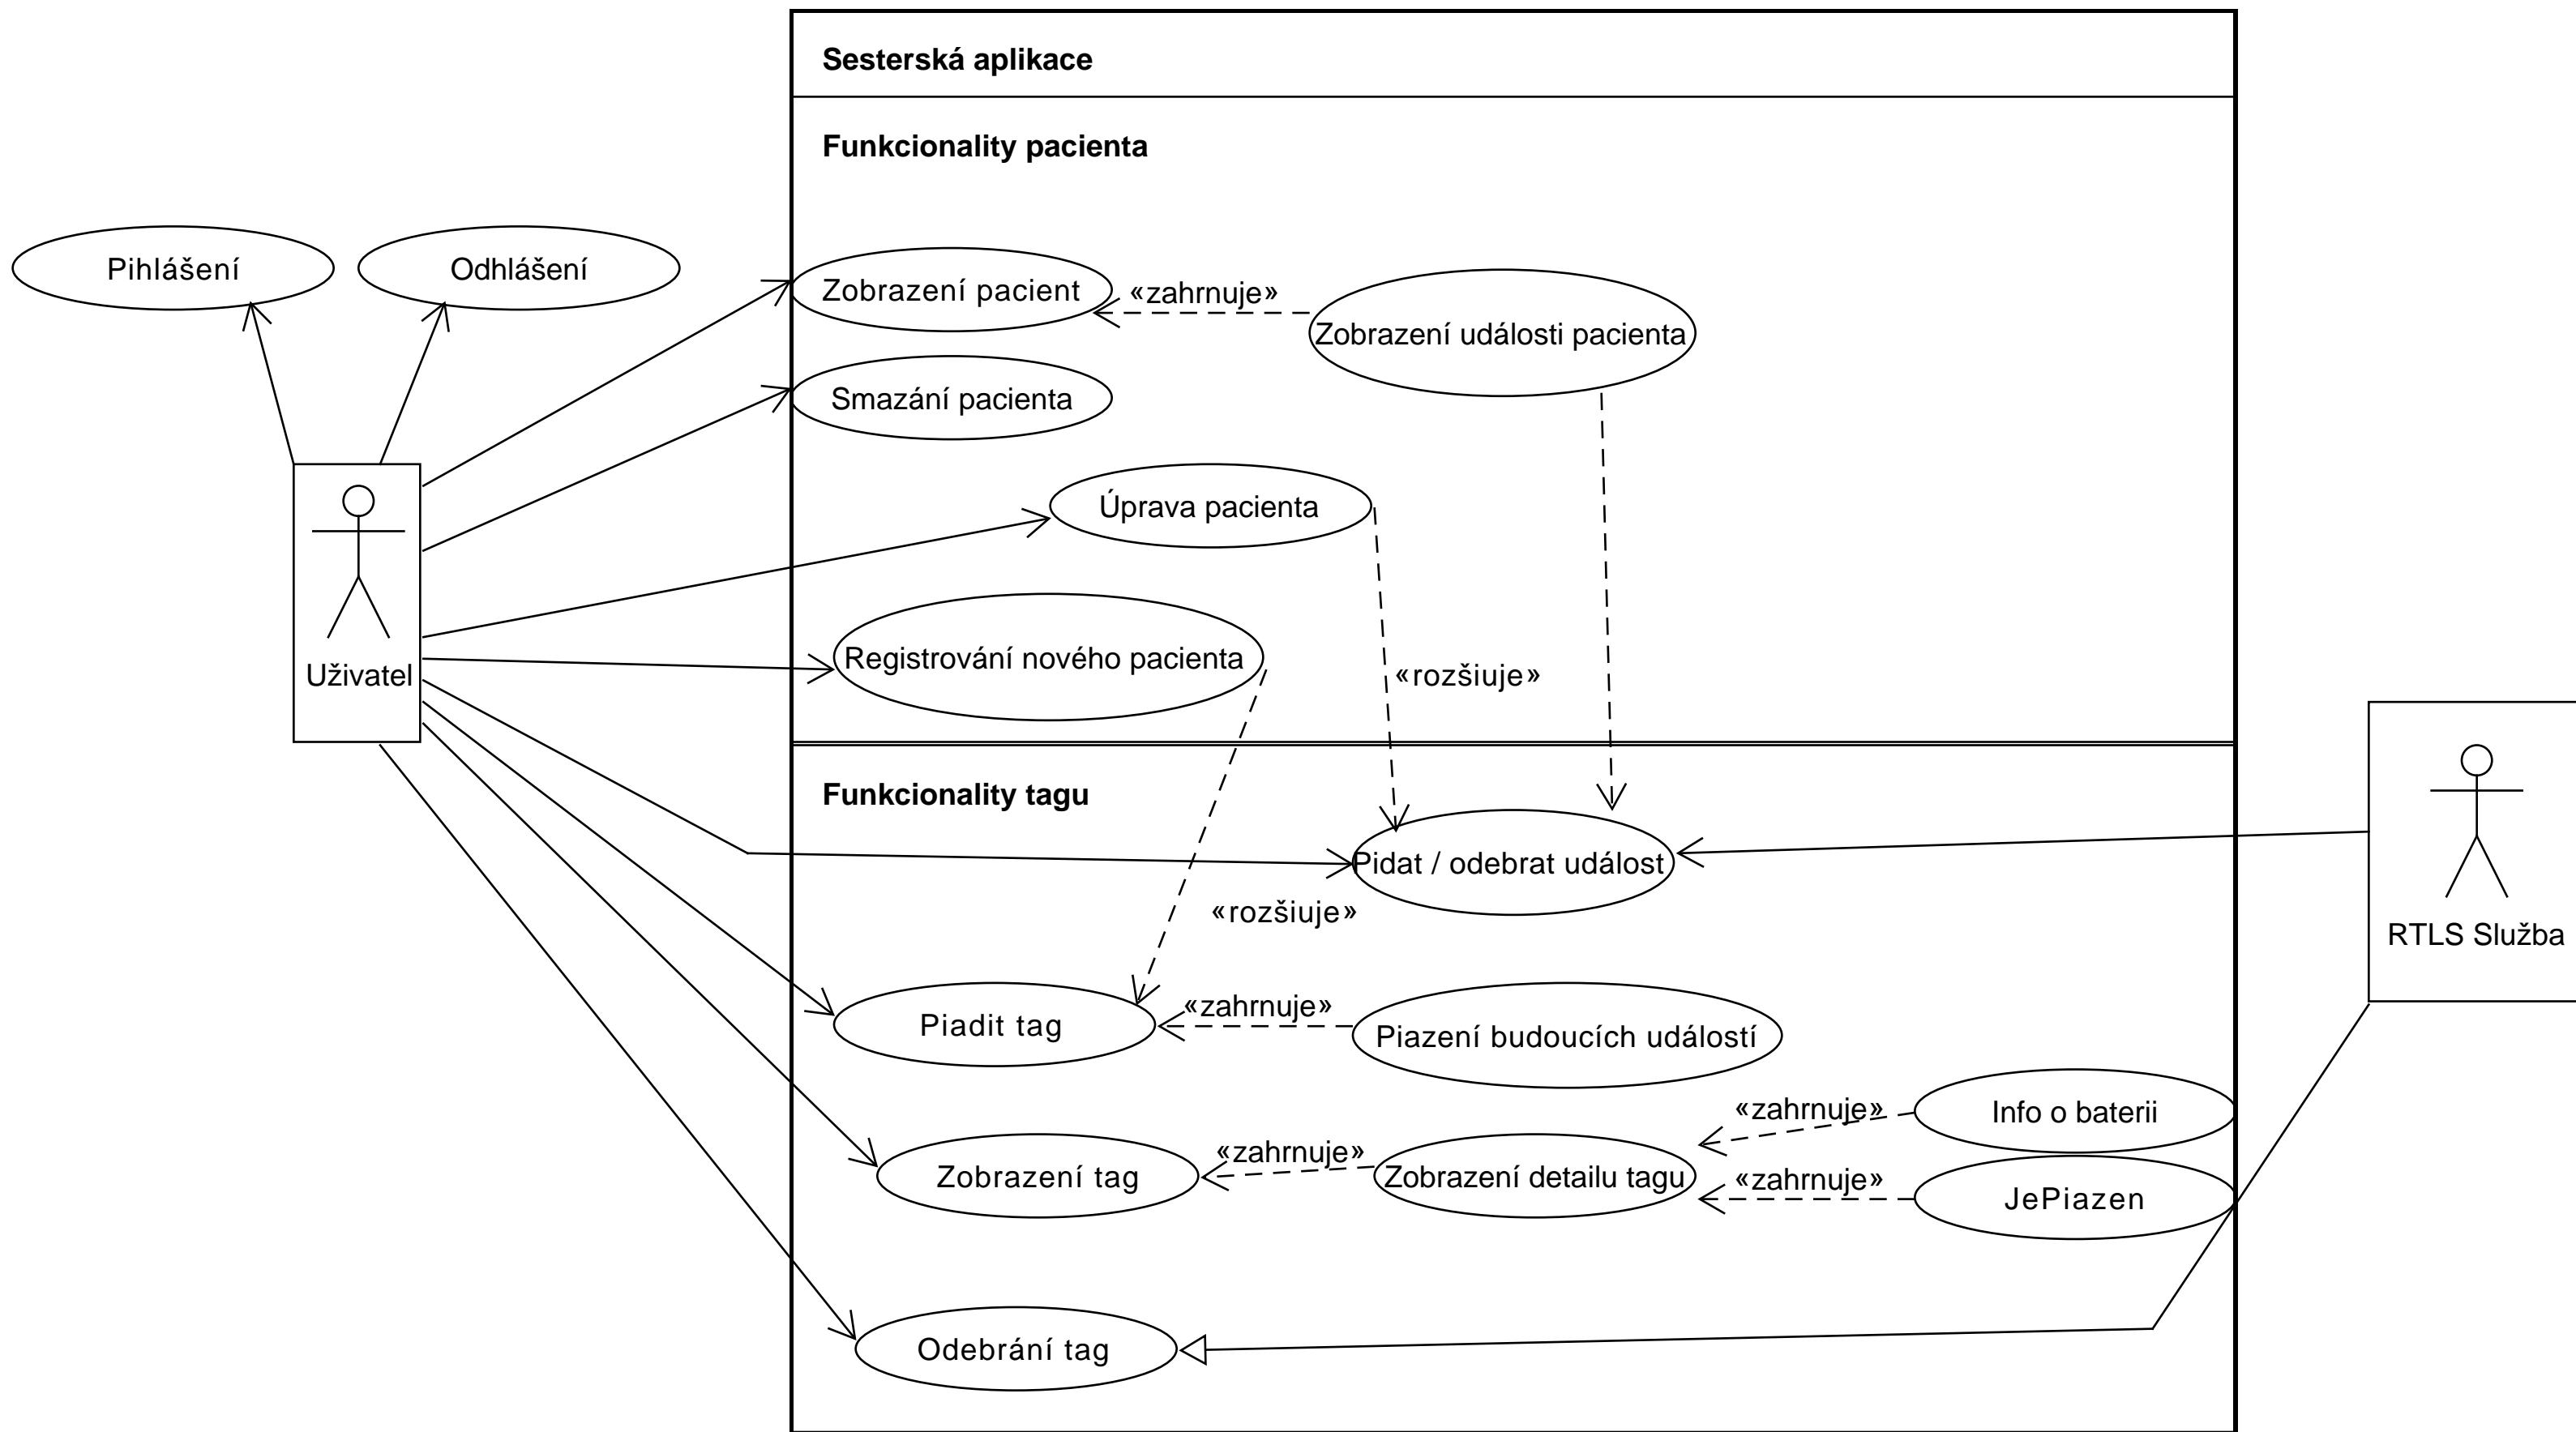 Sesterská aplikace
Funkcionality pacienta
Pihlášení
Odhlášení
Zobrazení pacient
«zahrnuje»
Zobrazení události pacienta
Smazání pacienta
Úprava pacienta
Registrování nového pacienta
«rozšiuje»
Uživatel
Funkcionality tagu
Pidat / odebrat událost
«rozšiuje»
RTLS Služba
Piadit tag
«zahrnuje»
Piazení budoucích událostí
«zahrnuje»
Info o baterii
Zobrazení tag
«zahrnuje»
Zobrazení detailu tagu
«zahrnuje»
JePiazen
Odebrání tag